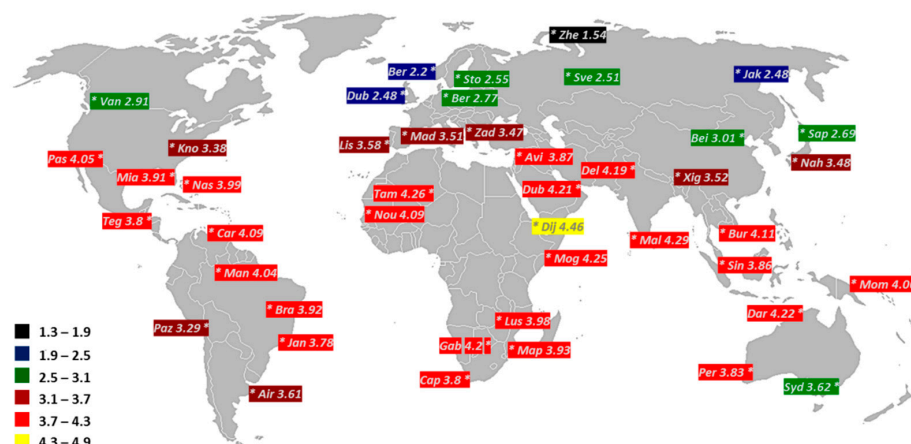 * Zhe 1.54
Ber 2.2 *
* Sto 2.55
* Sve 2.51
* Jak 2.48
Dub 2.48 *
* Ber 2.77
* Van 2.91
Bei 3.01 *
* Sap 2.69
* Kno 3.38
Lis 3.58 *
* Mad 3.51
* Zad 3.47
* Nah 3.48
Pas 4.05 *
Mia 3.91 *
* Nas 3.99
* Avi 3.87
Del 4.19 *
* Xig 3.52
Tam 4.26 *
Dub 4.21 *
* Nou 4.09
Teg 3.8 *
* Car 4.09
* Dij 4.46
* Mal 4.29
* Bur 4.11
* Man 4.04
* Mog 4.25
* Sin 3.86
* Mom 4.06
* Bra 3.92
Dar 4.22 *
Paz 3.29 *
* Lus 3.98
* Jan 3.78
Gab 4.2 *
* Map 3.93
Cap 3.8 *
Per 3.83 *
Syd 3.62 *
* Air 3.61
1.3 – 1.9
1.9 – 2.5
2.5 – 3.1
3.1 – 3.7
3.7 – 4.3
4.3 – 4.9